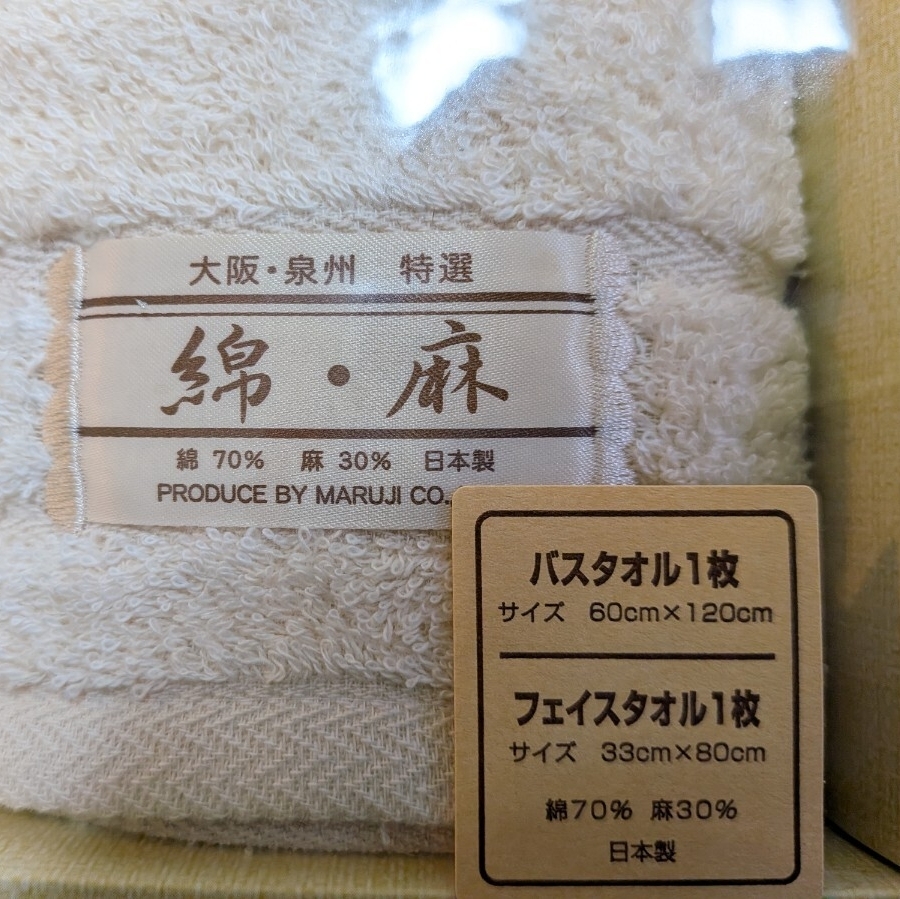 大阪・泉州 特選
綿・麻
綿 70% 麻 30% 日本製
PRODUCE BY MARUJI CO.
バスタオル1枚
サイズ 60cm×120cm
フェイスタオル1枚
サイズ 33cm×80cm
綿70% 麻30%
日本製